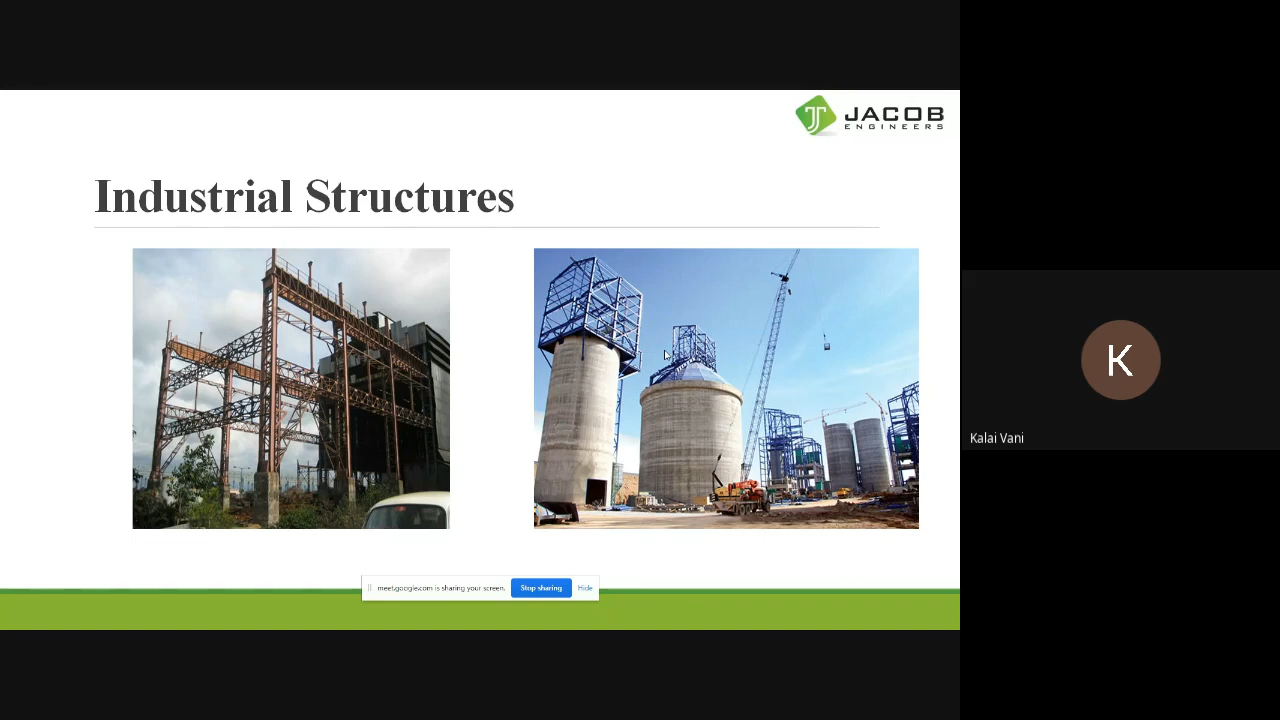 JACOB
ENGINEERS
Industrial Structures
K
Kalai Vani
meet.google.com is sharing your screen.
Stop sharing
Hide